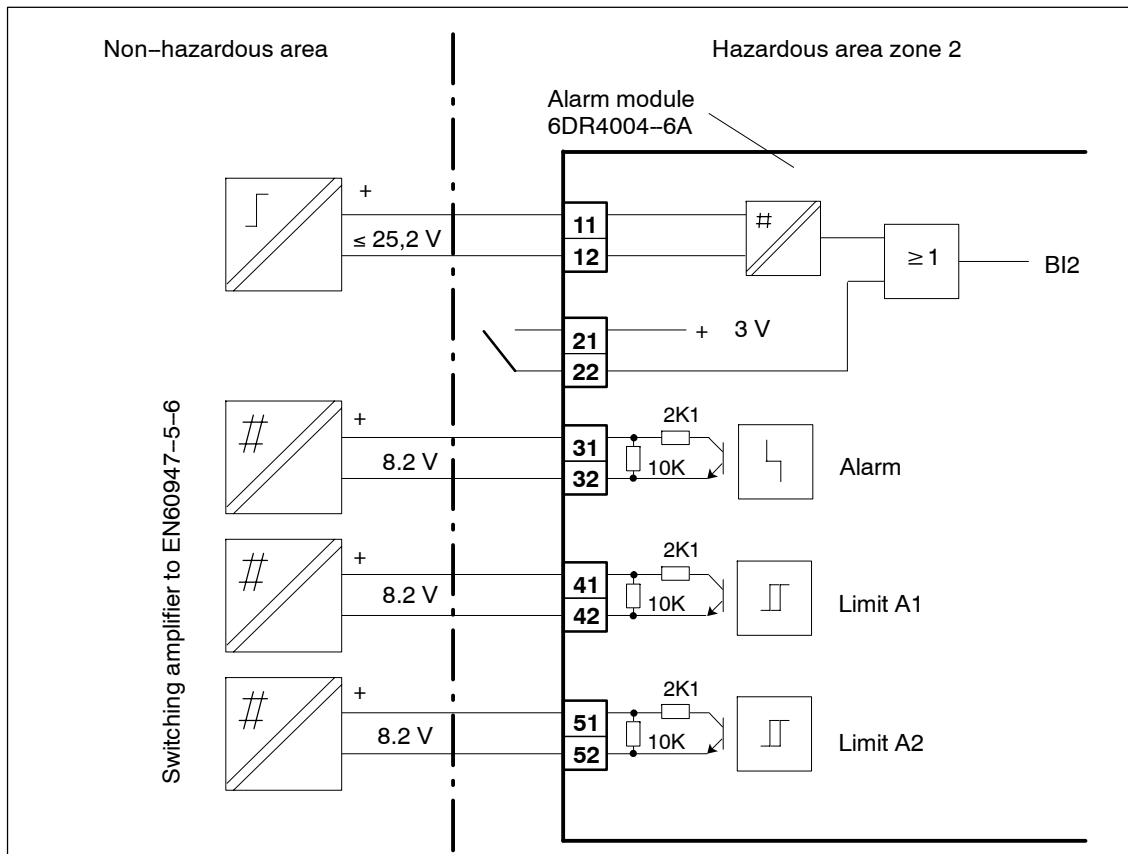 Non–hazardous area
Hazardous area zone 2
Alarm module
6DR4004--6A
+
≤ 25,2 V
11
12
#
≥ 1
BI2
21
22
+ 3 V
Switching amplifier to EN60947–5–6
#
+
8.2 V
31
32
2K1
10K
Alarm
#
+
8.2 V
41
42
2K1
10K
Limit A1
#
+
8.2 V
51
52
2K1
10K
Limit A2